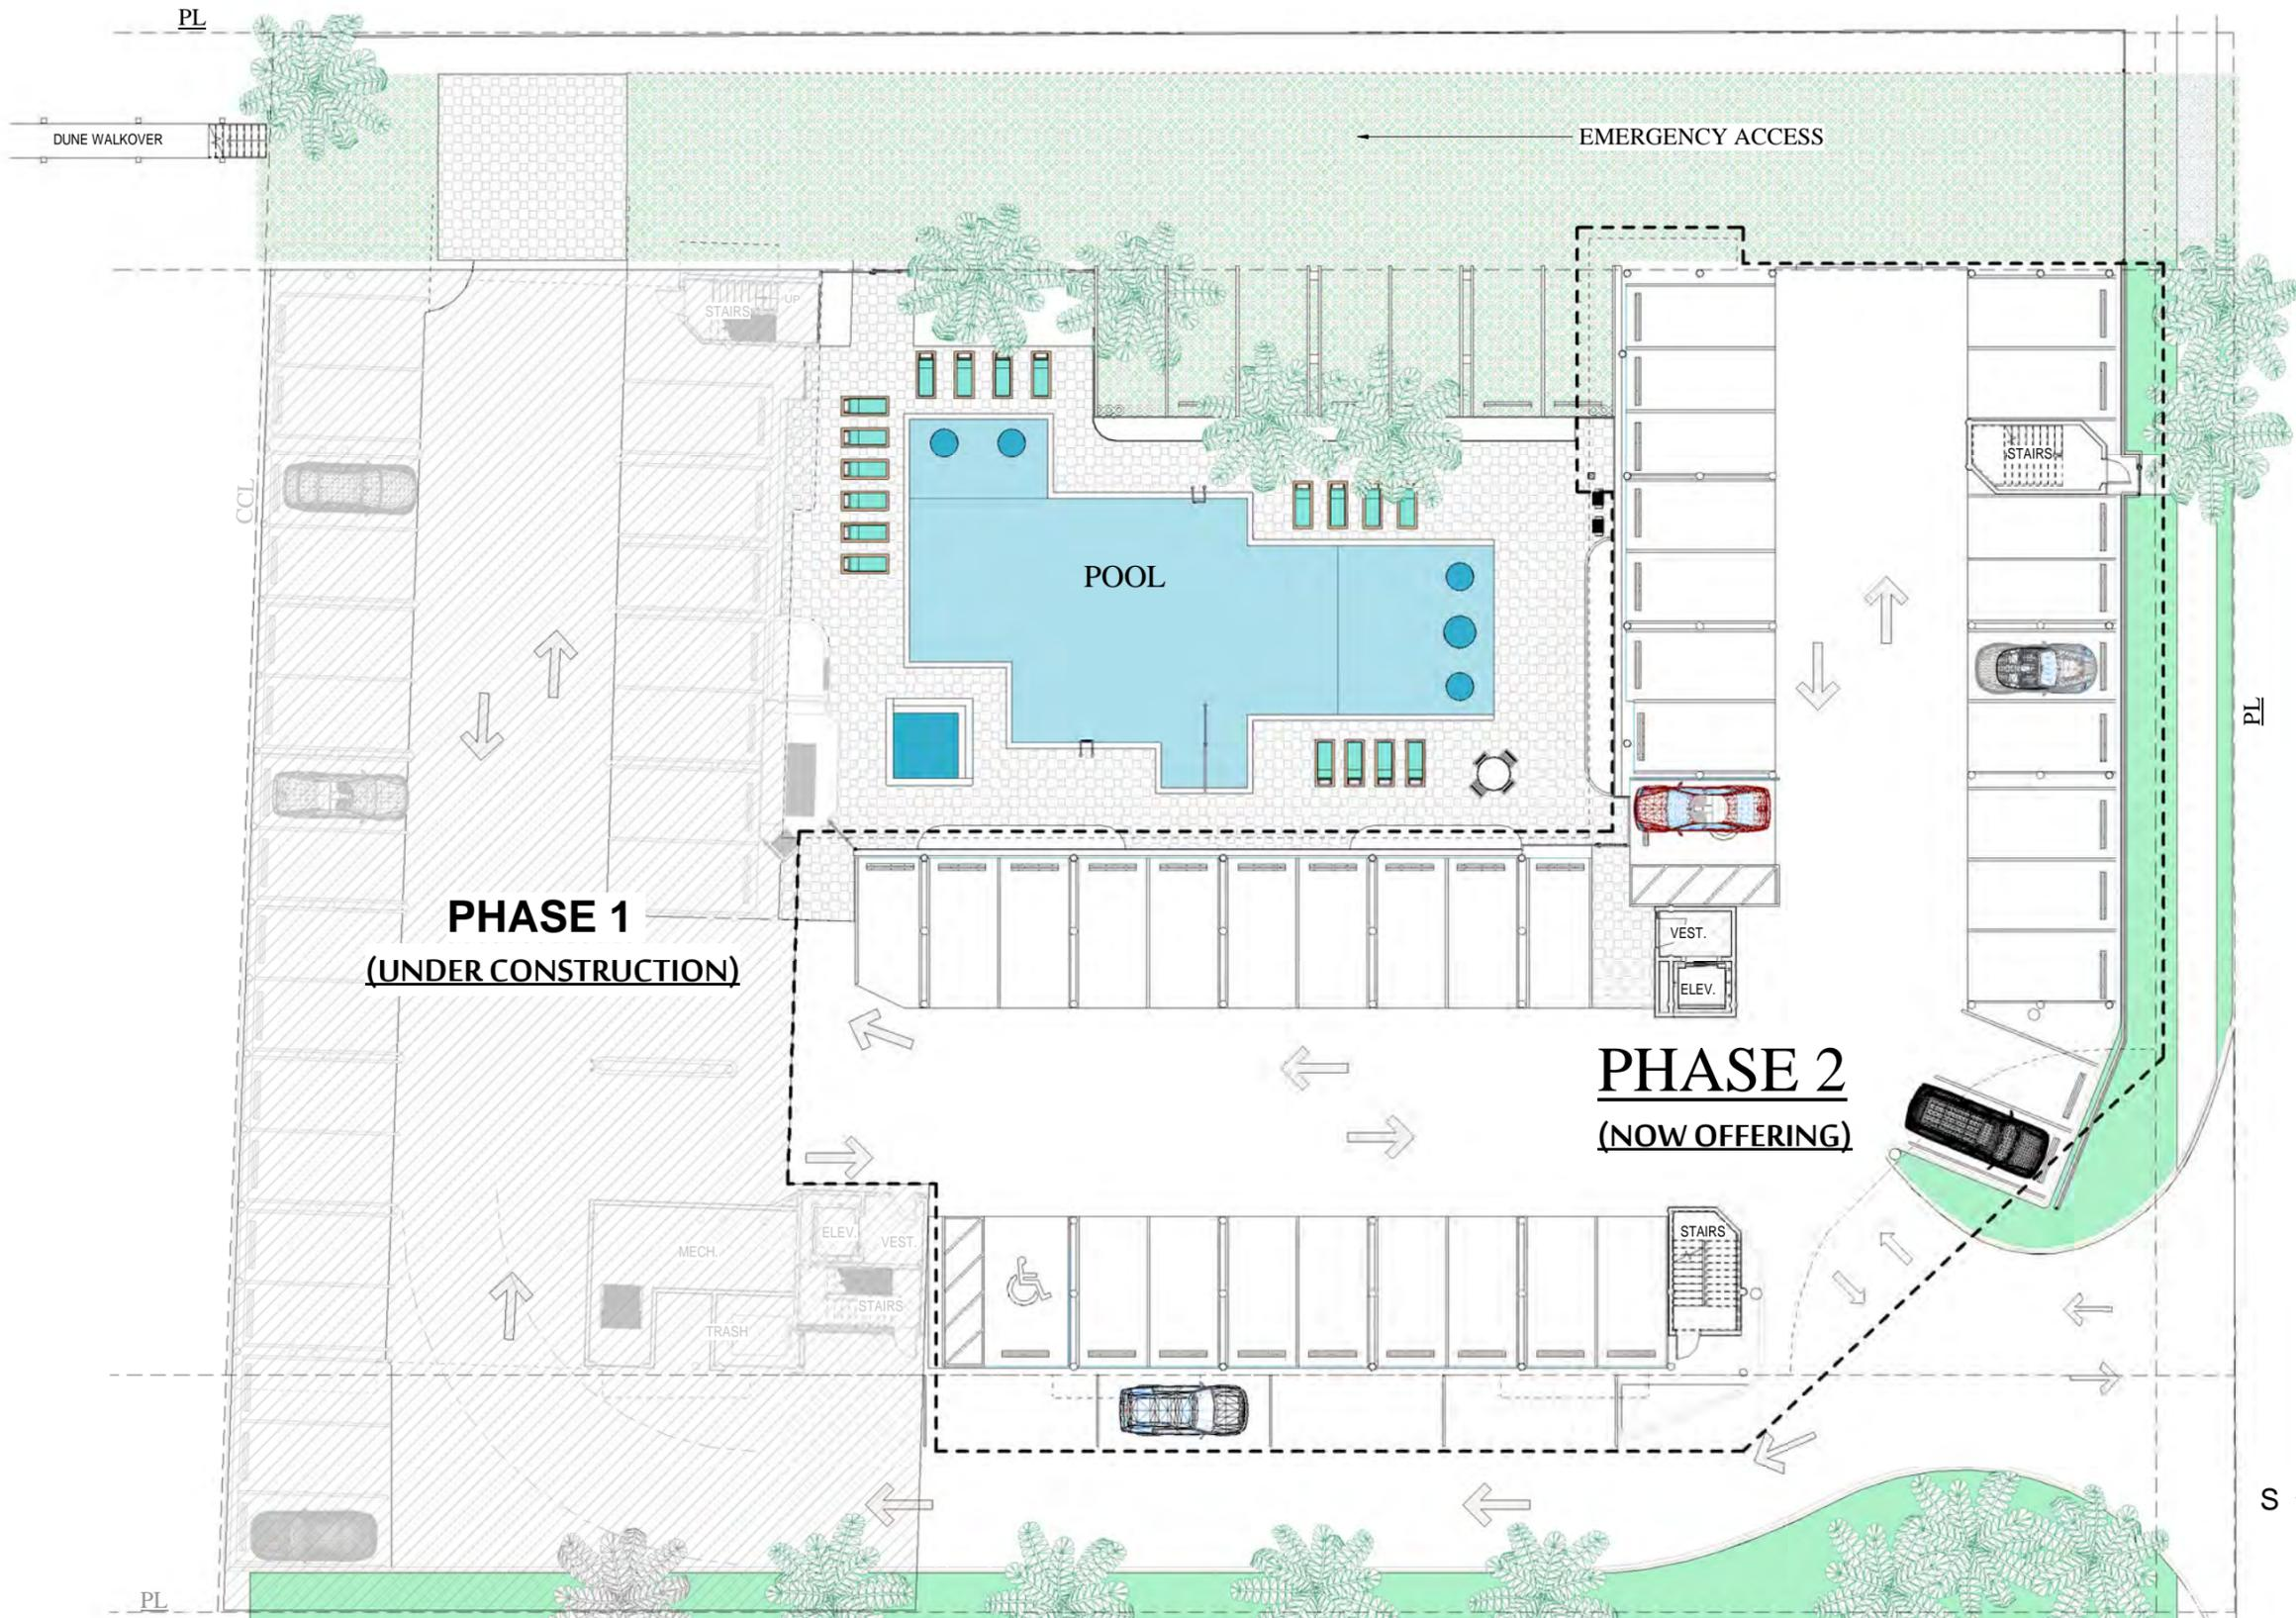 PL
DUNE WALKOVER
EMERGENCY ACCESS
UP
STAIRS
STAIRS
CCL
POOL
PL
PHASE 1
(UNDER CONSTRUCTION)
VEST.
ELEV.
PHASE 2
(NOW OFFERING)
ELEV.
VEST.
MECH.
STAIRS
STAIRS
TRASH
S
PL